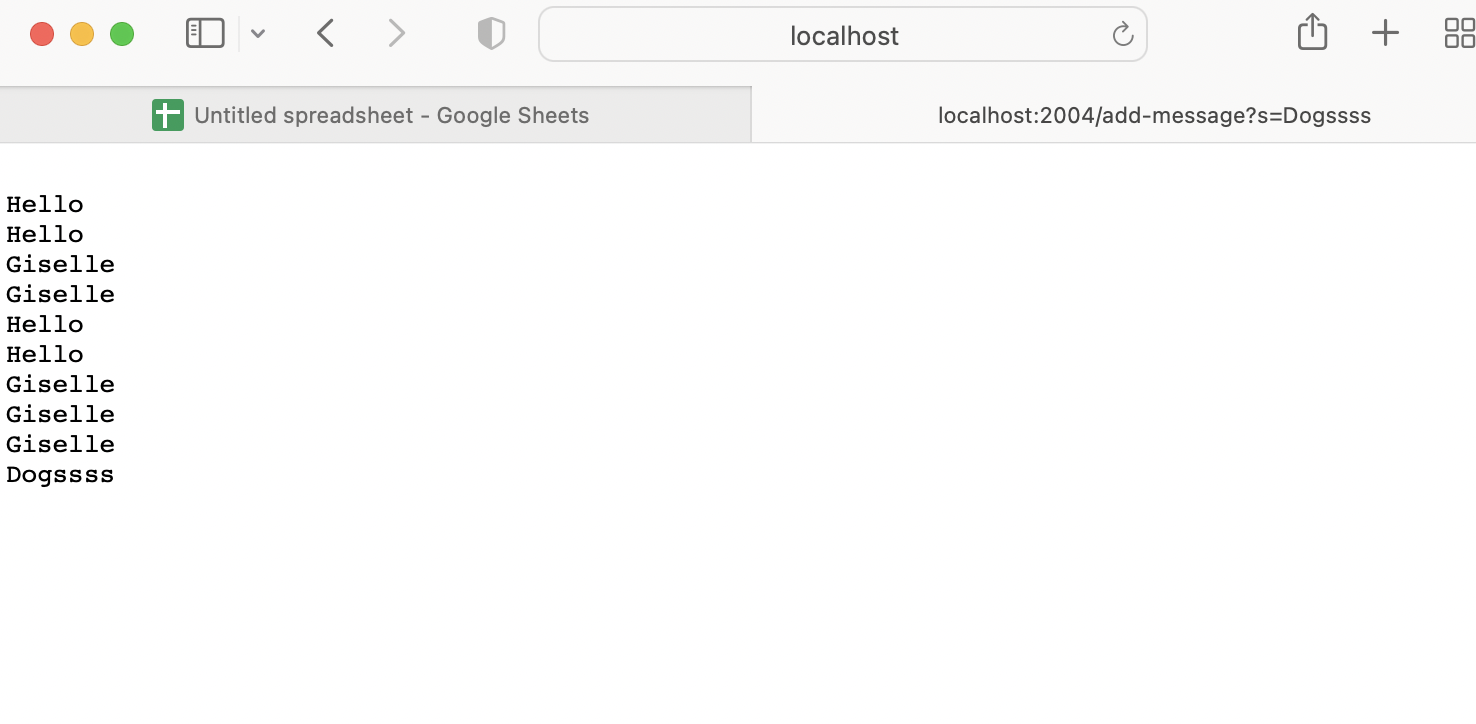 localhost
Untitled spreadsheet - Google Sheets
localhost:2004/add-message?s=Dogssss
Hello
Hello
Giselle
Giselle
Hello
Hello
Giselle
Giselle
Giselle
Dogssss